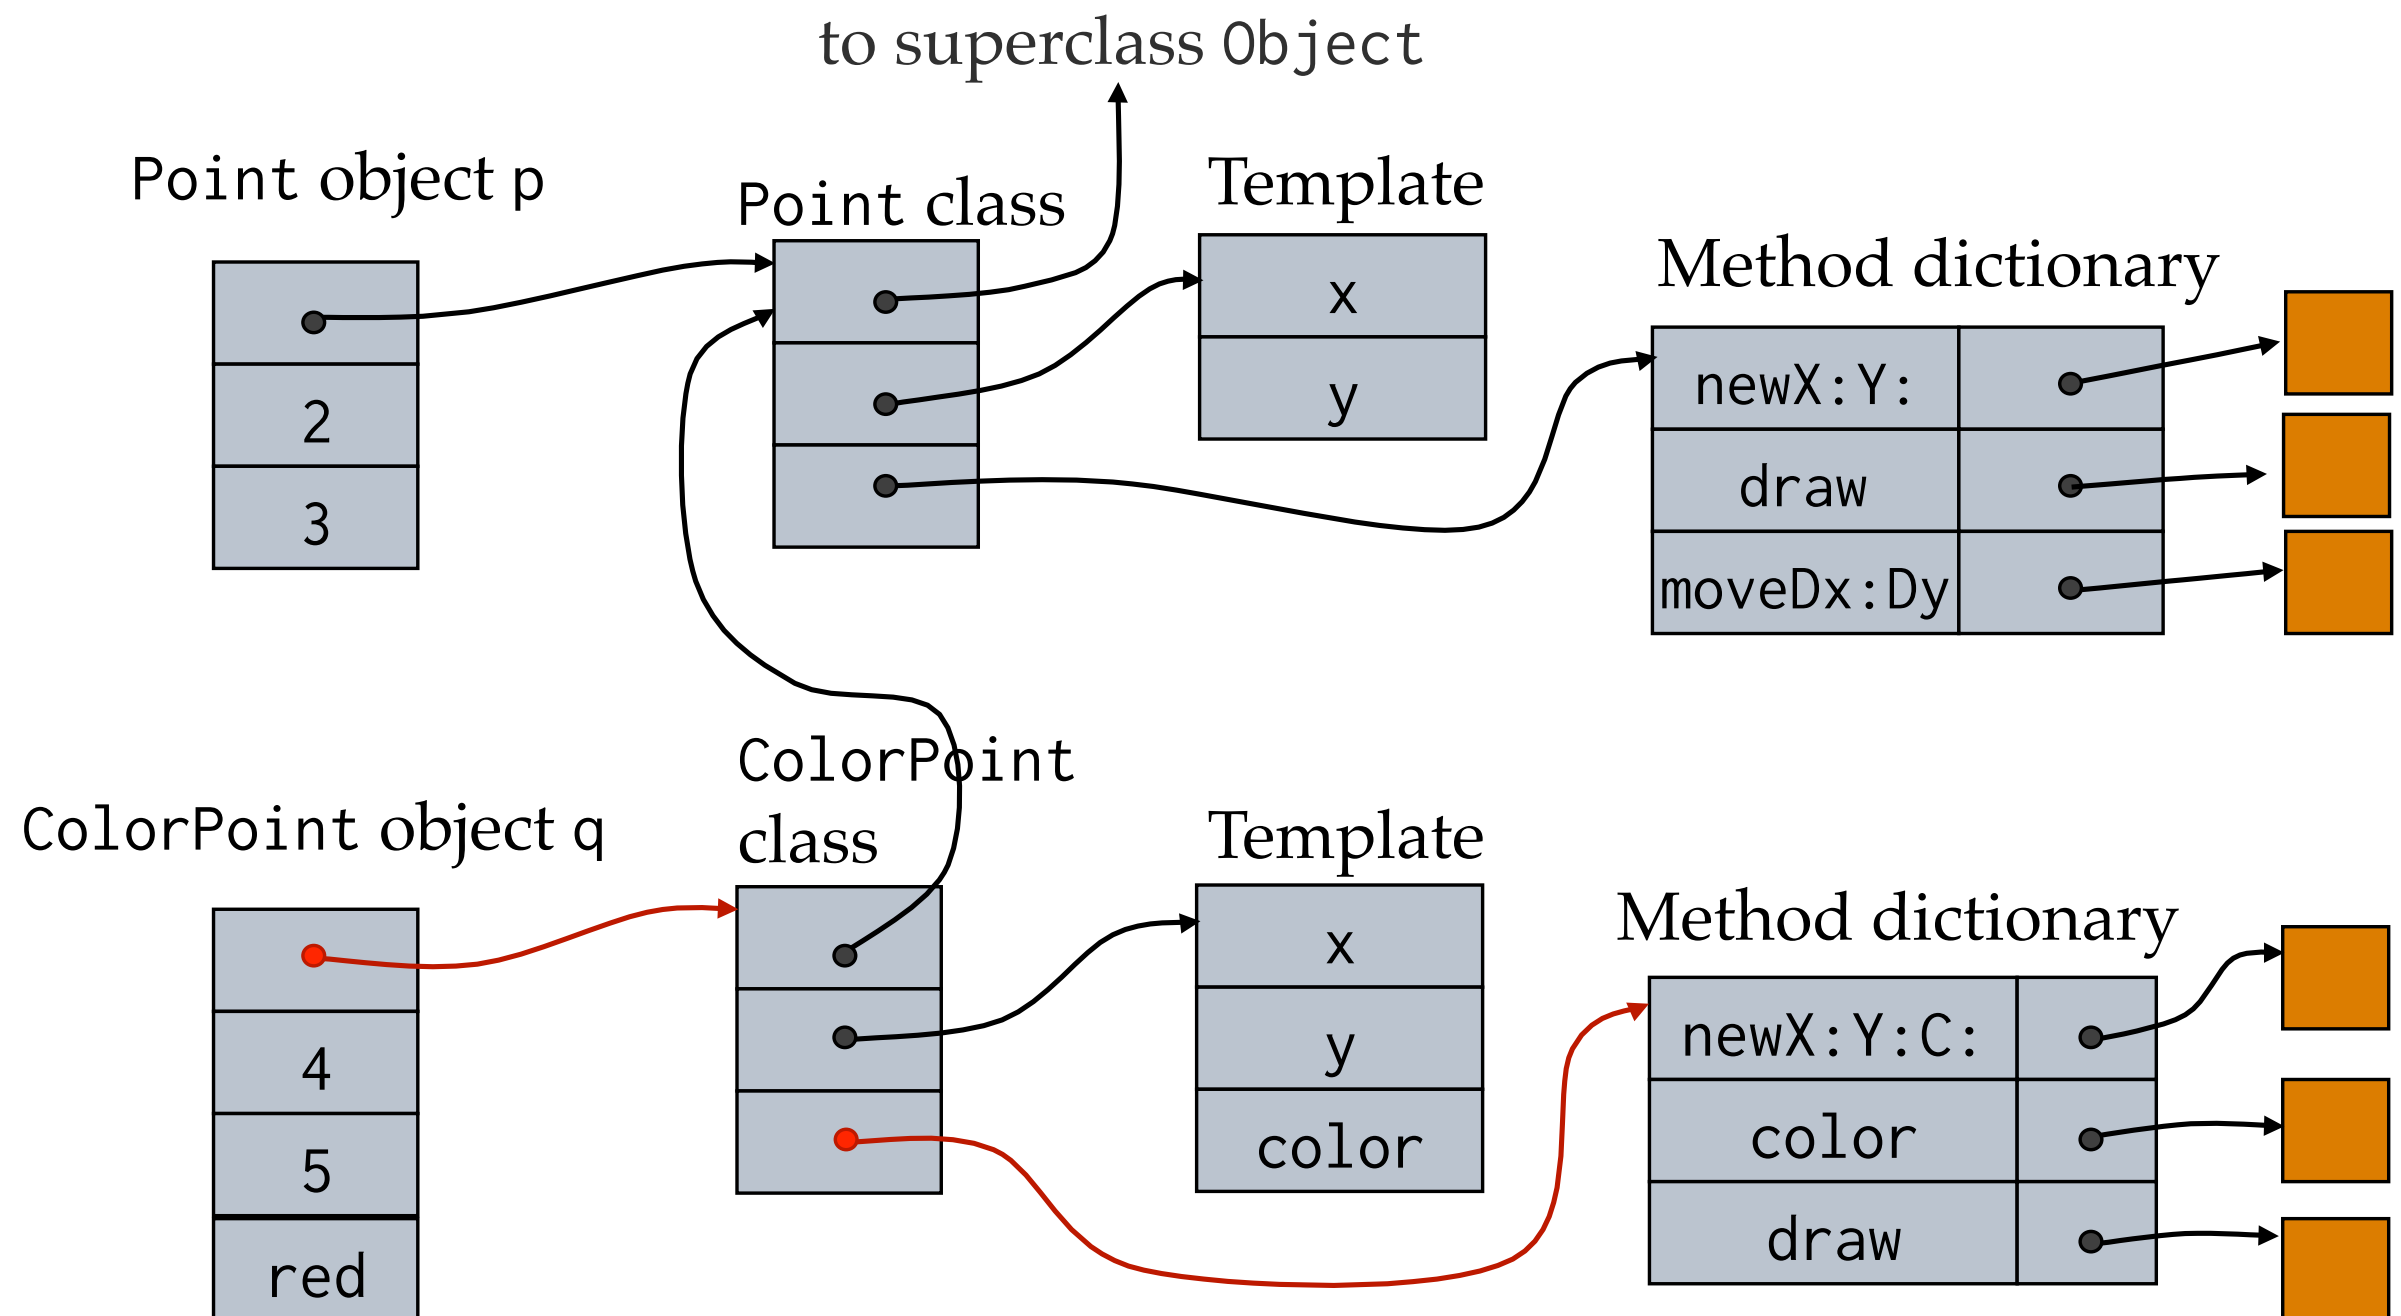 to superclass Object
Point object p
Point class
Template
Method dictionary
2
3
x
y
newX:Y:
draw
moveDx:Dy
ColorPoint object q
ColorPoint
class
Template
Method dictionary
4
5
red
x
y
color
newX:Y:C:
color
draw